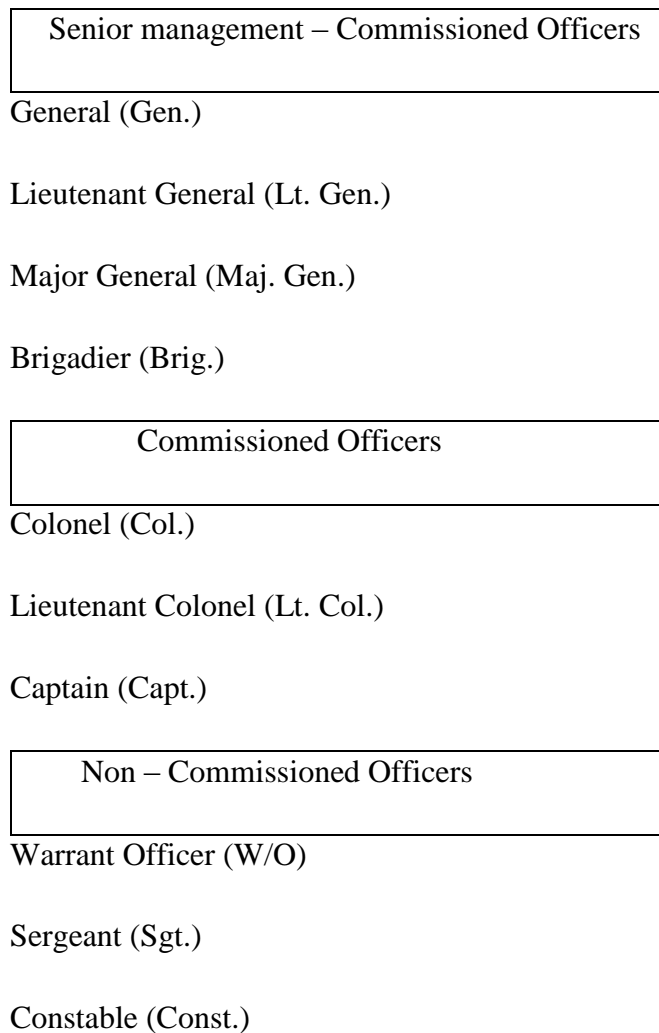 Senior management – Commissioned Officers
General (Gen.)
Lieutenant General (Lt. Gen.)
Major General (Maj. Gen.)
Brigadier (Brig.)
Commissioned Officers
Colonel (Col.)
Lieutenant Colonel (Lt. Col.)
Captain (Capt.)
Non – Commissioned Officers
Warrant Officer (W/O)
Sergeant (Sgt.)
Constable (Const.)